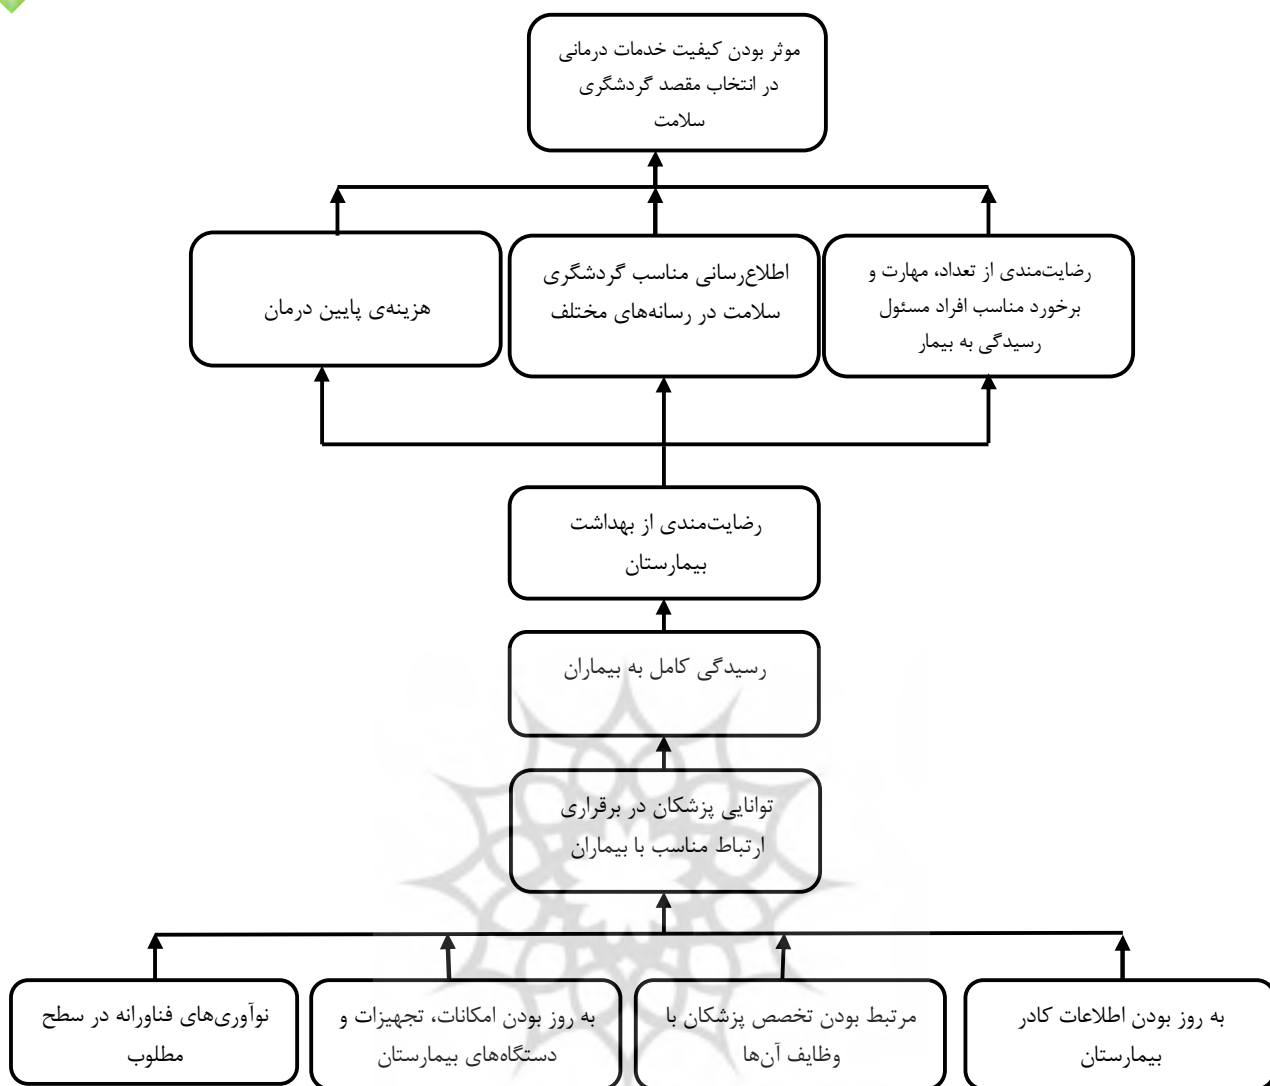 موثر بودن کیفیت خدمات درمانی
در انتخاب مقصد گردشگری
سلامت
رضایت‌مندی از تعداد، مهارت و
برخورد مناسب افراد مسئول
رسیدگی به بیمار
اطلاع‌رسانی مناسب گردشگری
سلامت در رسانه‌های مختلف
هزینه‌ی پایین درمان
رضایت‌مندی از بهداشت
بیمارستان
رسیدگی کامل به بیماران
توانایی پزشکان در برقراری
ارتباط مناسب با بیماران
به روز بودن اطلاعات کادر
بیمارستان
مرتبط بودن تخصص پزشکان با
وظایف آن‌ها
به روز بودن امکانات، تجهیزات و
دستگاه‌های بیمارستان
نوآوری‌های فناورانه در سطح
مطلوب